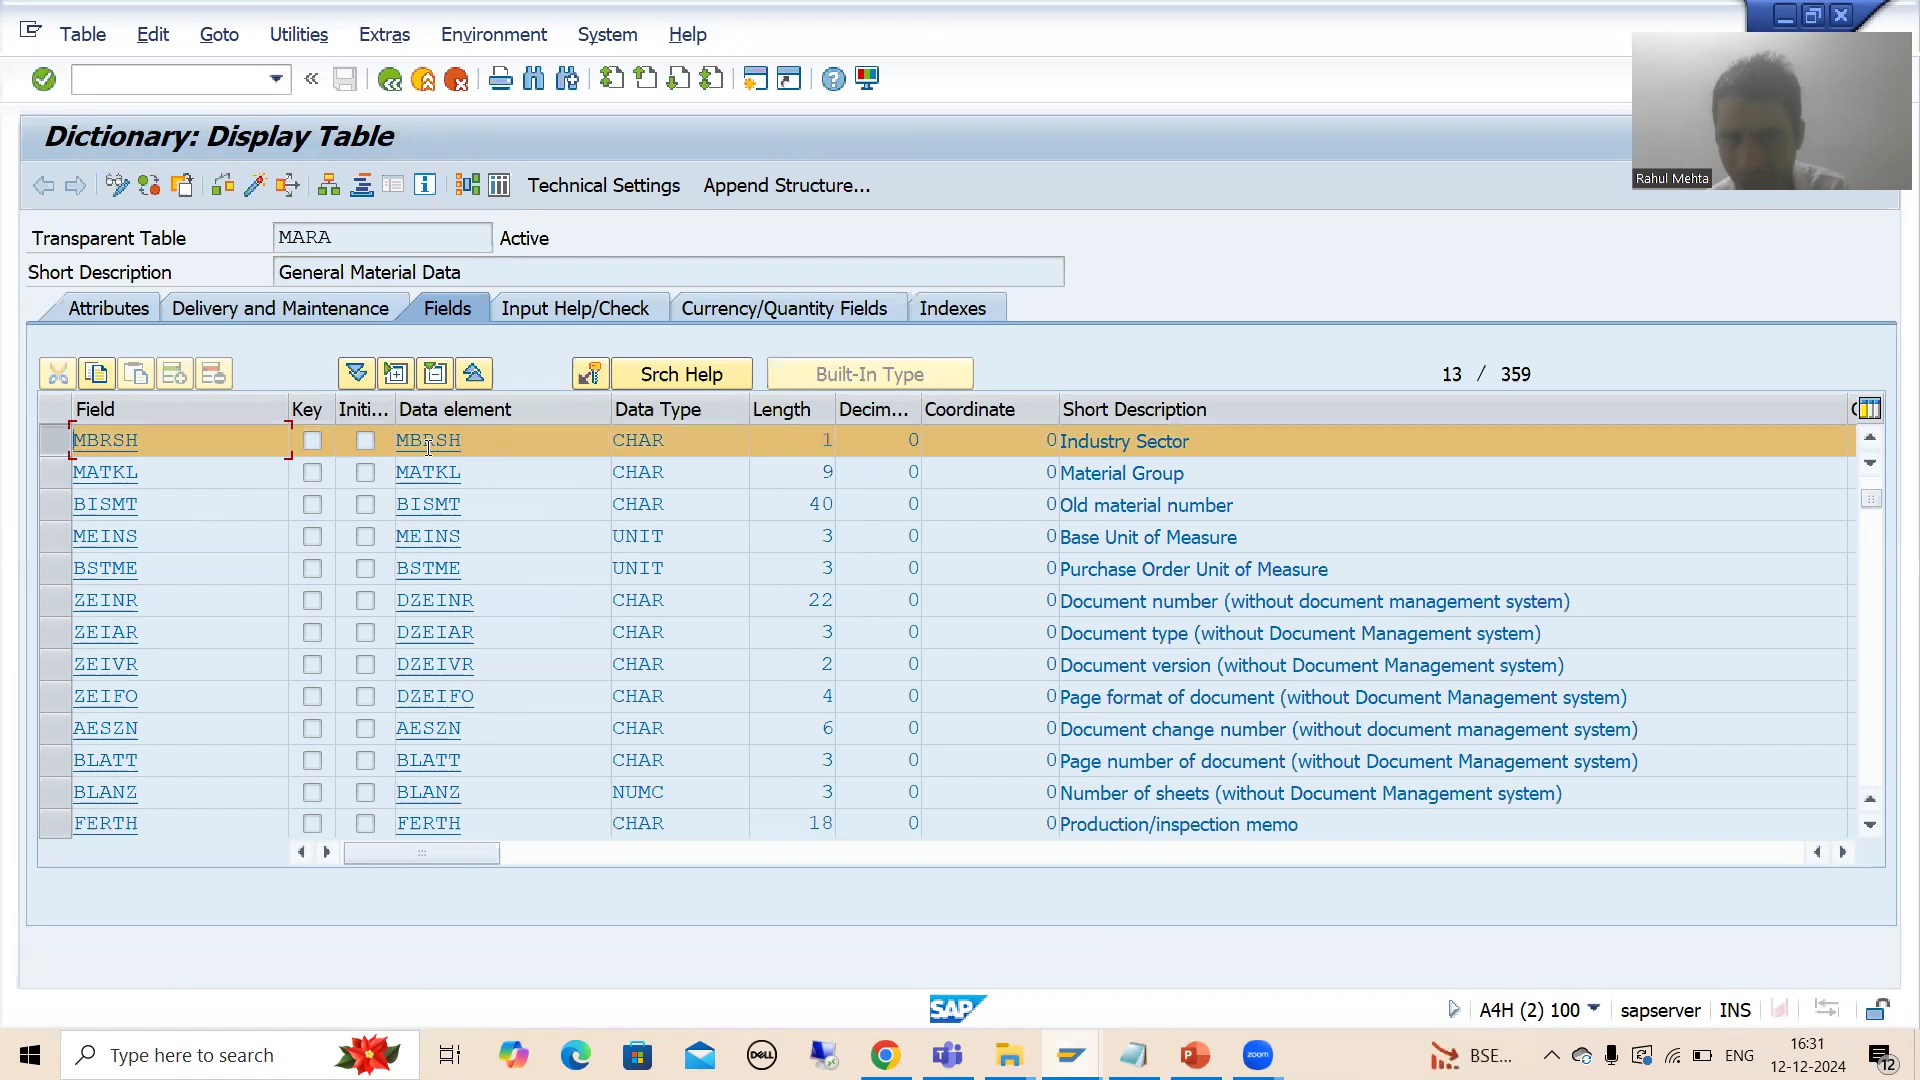 Table Edit Goto Utilities Extras Environment System Help
Dictionary: Display Table
Technical Settings Append Structure...
Rahul Mehta
Transparent Table MARA Active
Short Description General Material Data
Attributes Delivery and Maintenance Fields Input Help/Check Currency/Quantity Fields Indexes
Srch Help Built-In Type 13 / 359
Field Key Initi... Data element Data Type Length Decim... Coordinate Short Description
MBRSH MBRSH CHAR 1 0 0 Industry Sector
MATKL MATKL CHAR 9 0 0 Material Group
BISMT BISMT CHAR 40 0 0 Old material number
MEINS MEINS UNIT 3 0 0 Base Unit of Measure
BSTME BSTME UNIT 3 0 0 Purchase Order Unit of Measure
ZEINR DZEINR CHAR 22 0 0 Document number (without document management system)
ZEIAR DZEIAR CHAR 3 0 0 Document type (without Document Management system)
ZEIVR DZEIVR CHAR 2 0 0 Document version (without Document Management system)
ZEIFO DZEIFO CHAR 4 0 0 Page format of document (without Document Management system)
AESZN AESZN CHAR 6 0 0 Document change number (without document management system)
BLATT BLATT CHAR 3 0 0 Page number of document (without Document Management system)
BLANZ BLANZ NUMC 3 0 0 Number of sheets (without Document Management system)
FERTH FERTH CHAR 18 0 0 Production/inspection memo
SAP A4H (2) 100 sapserver INS
Type here to search DELL zoom BSE... ENG 16:31
12-12-2024 12